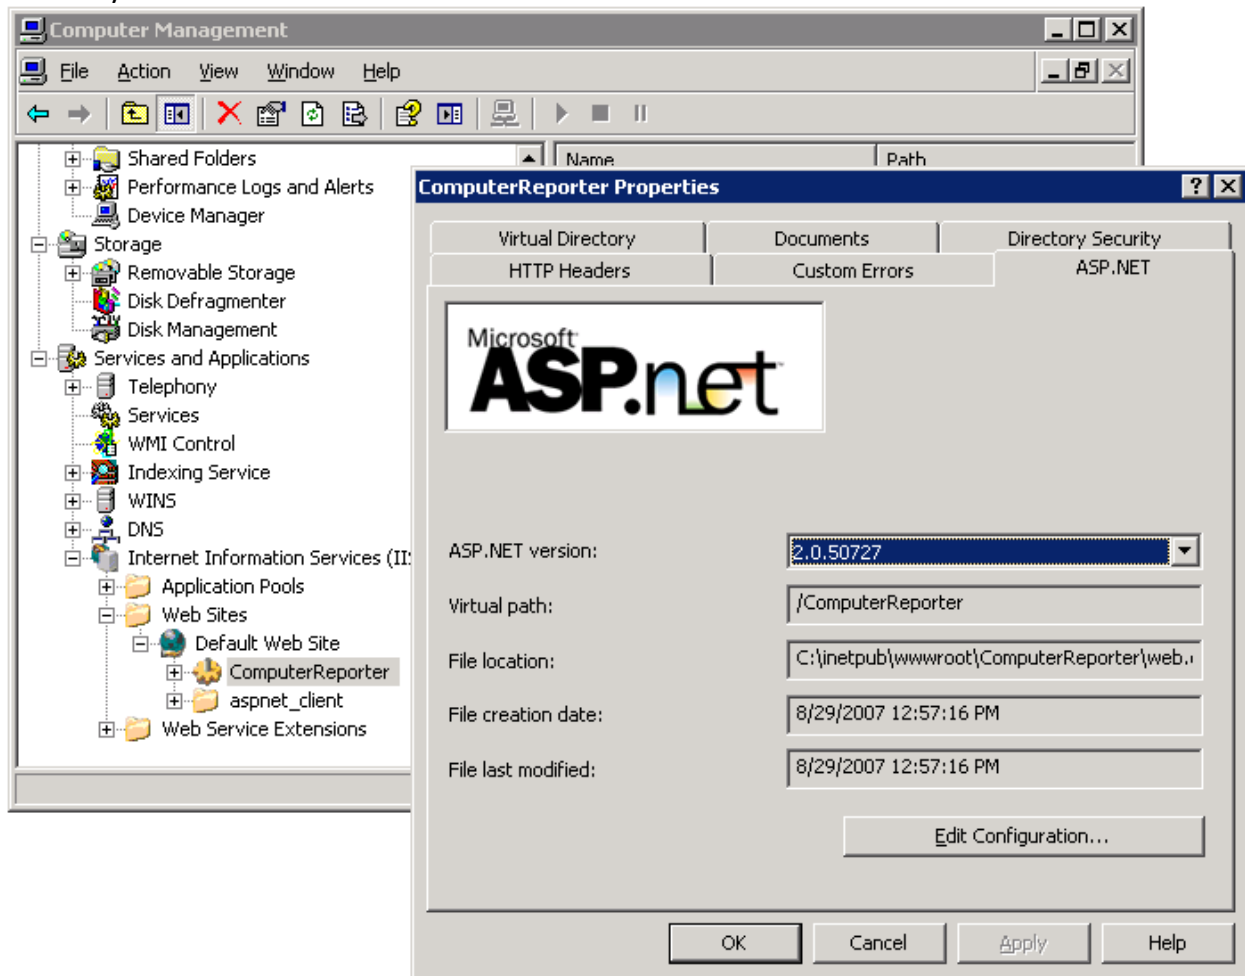 Computer Management
File Action View Window Help
Name Path
Shared Folders
Performance Logs and Alerts
Device Manager
Storage
Removable Storage
Disk Defragmenter
Disk Management
Services and Applications
Telephony
Services
WMI Control
Indexing Service
WINS
DNS
Internet Information Services (II
Application Pools
Web Sites
Default Web Site
ComputerReporter
aspnet_client
Web Service Extensions
ComputerReporter Properties
Virtual Directory Documents Directory Security
HTTP Headers Custom Errors ASP.NET
Microsoft
ASP.net
ASP.NET version: 2.0.50727
Virtual path: /ComputerReporter
File location: C:\inetpub\wwwroot\ComputerReporter\web.
File creation date: 8/29/2007 12:57:16 PM
File last modified: 8/29/2007 12:57:16 PM
Edit Configuration...
OK Cancel Apply Help